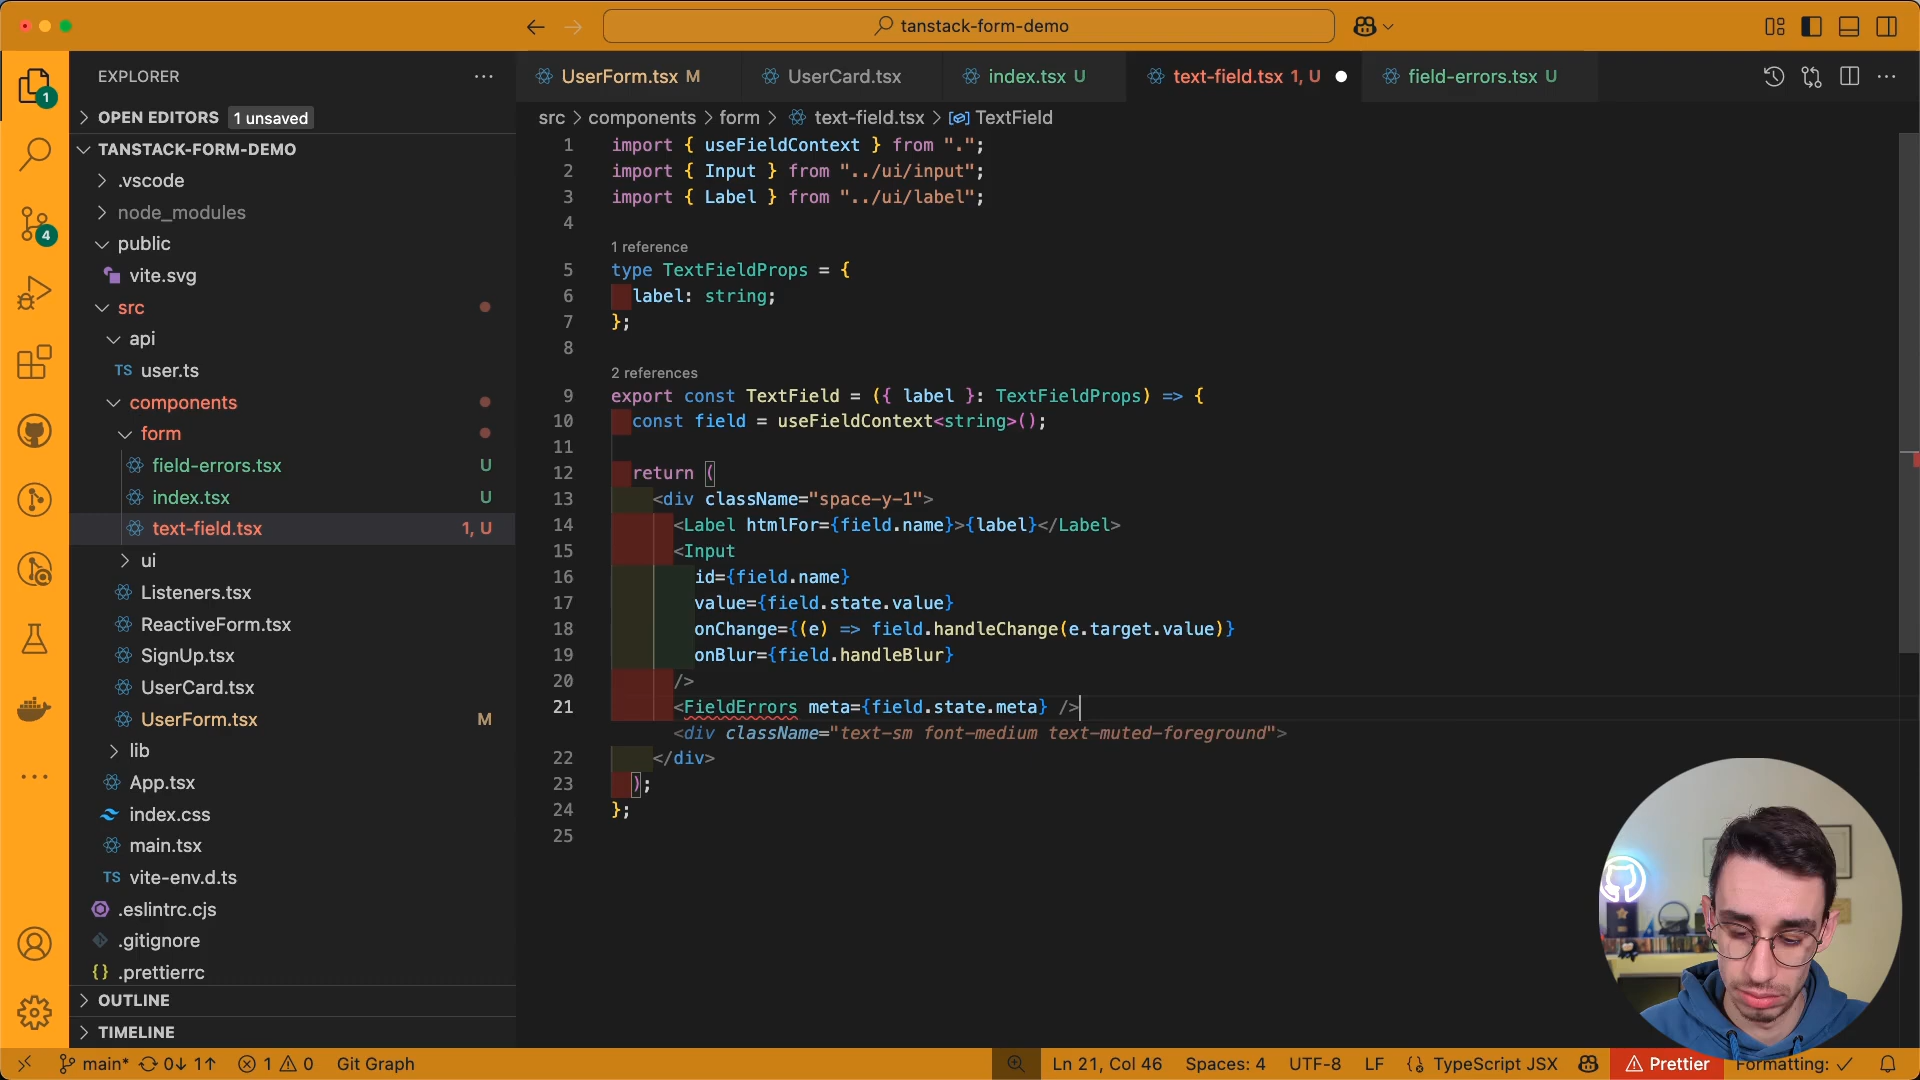 tanstack-form-demo
EXPLORER
OPEN EDITORS 1 unsaved
TANSTACK-FORM-DEMO
.vscode
node_modules
public
vite.svg
src
api
TS user.ts
components
form
field-errors.tsx U
index.tsx U
text-field.tsx 1, U
ui
Listeners.tsx
ReactiveForm.tsx
SignUp.tsx
UserCard.tsx
UserForm.tsx M
lib
App.tsx
index.css
main.tsx
TS vite-env.d.ts
.eslintrc.cjs
.gitignore
{} .prettierrc
OUTLINE
TIMELINE
1
4
UserForm.tsx M
UserCard.tsx
index.tsx U
text-field.tsx 1, U
field-errors.tsx U
src > components > form > text-field.tsx > TextField
1 import { useFieldContext } from ".";
2 import { Input } from "../ui/input";
3 import { Label } from "../ui/label";
4
1 reference
5 type TextFieldProps = {
6 label: string;
7 };
8
2 references
9 export const TextField = ({ label }: TextFieldProps) => {
10 const field = useFieldContext<string>();
11
12 return (
13 <div className="space-y-1">
14 <Label htmlFor={field.name}>{label}</Label>
15 <Input
16 id={field.name}
17 value={field.state.value}
18 onChange={(e) => field.handleChange(e.target.value)}
19 onBlur={field.handleBlur}
20 />
21 <FieldErrors meta={field.state.meta} />
<div className="text-sm font-medium text-muted-foreground">
22 </div>
23 );
24 };
25
main* 0↓ 1↑ 1 0 Git Graph
Ln 21, Col 46 Spaces: 4 UTF-8 LF {} TypeScript JSX Prettier Formatting: ✓